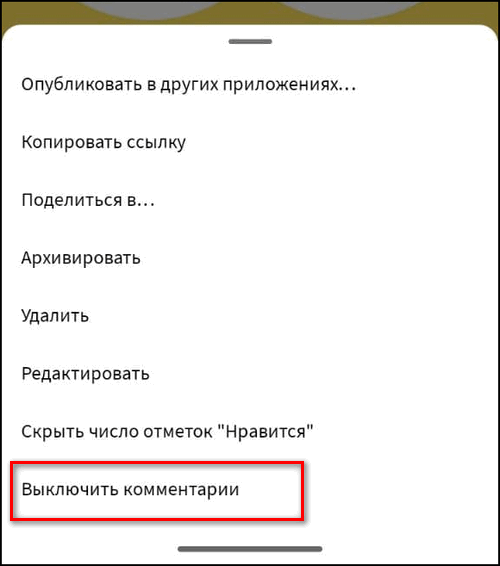 Опубликовать в других приложениях...
Копировать ссылку
Поделиться в...
Архивировать
Удалить
Редактировать
Скрыть число отметок "Нравится"
Выключить комментарии